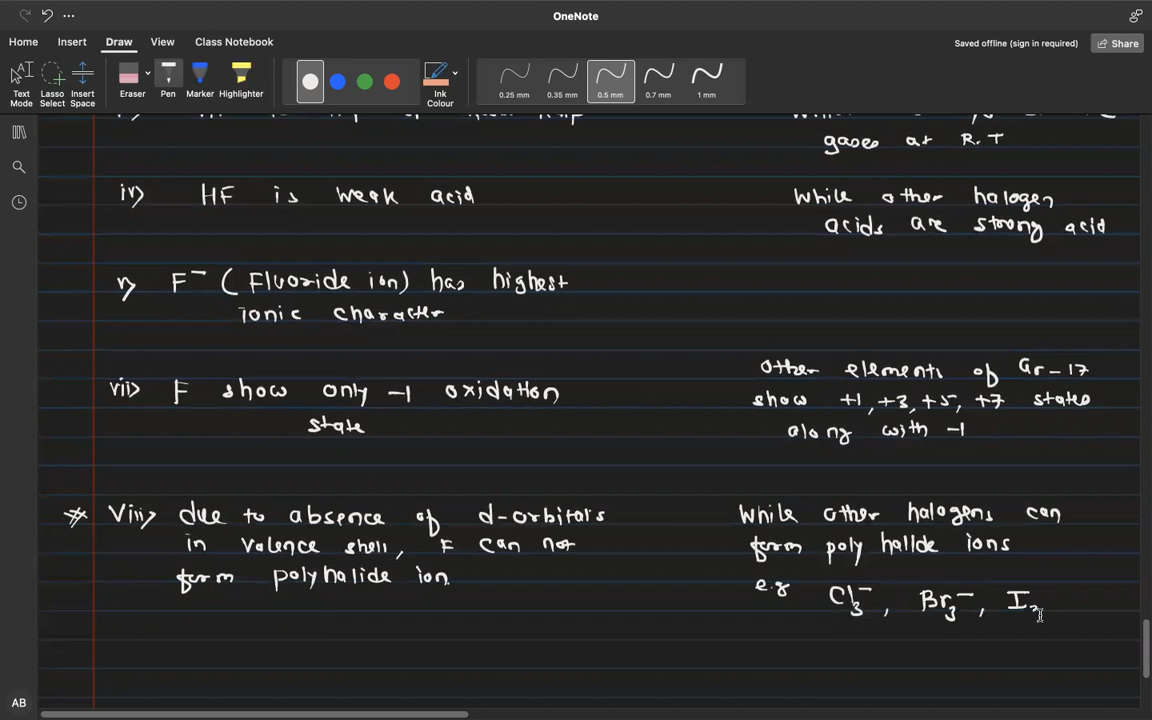 OneNote
Home Insert Draw View Class Notebook
Saved offline (sign in required) Share
Text Mode Lasso Select Insert Space Eraser Pen Marker Highlighter Ink Colour 0.25 mm 0.35 mm 0.5 mm 0.7 mm 1 mm
gases at R.T
iv) HF is weak acid
While other halogen
acids are strong acid
v) F⁻ (Fluoride ion) has highest
ionic character
vii) F show only -1 oxidation
state
Other elements of Gr-17
show +1, +3, +5, +7 states
along with -1
* viii) due to absence of d-orbitals
in valence shell, F can not
form polyhalide ion.
While other halogens can
form poly halide ions
e.g Cl₃⁻, Br₃⁻, I
AB